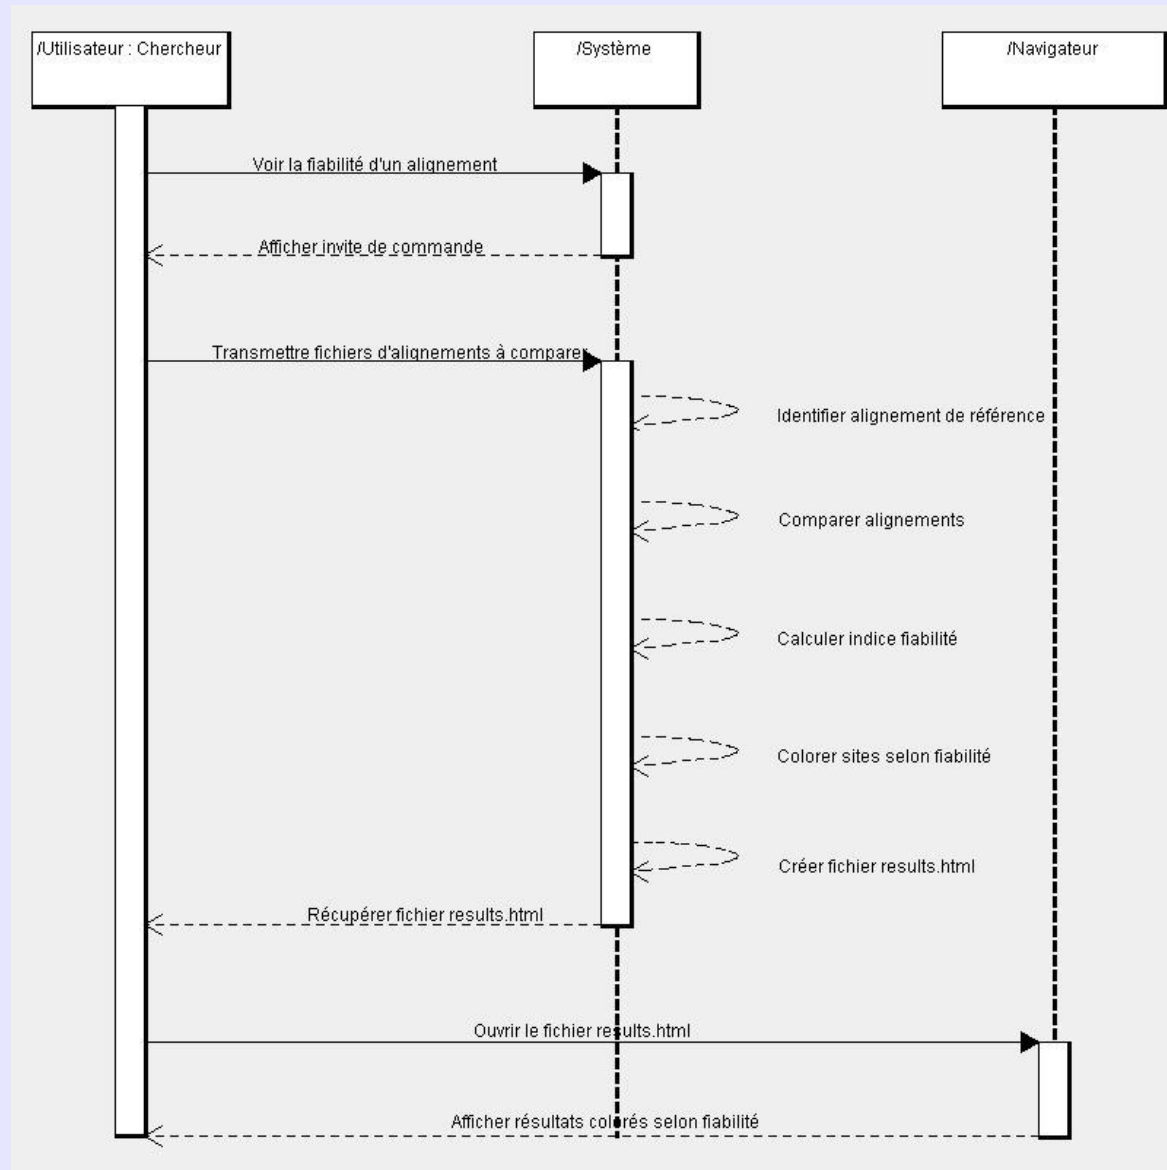 /Utilisateur : Chercheur
/Système
/Navigateur
Voir la fiabilité d'un alignement
Afficher invite de commande
Transmettre fichiers d'alignements à comparer
Identifier alignement de référence
Comparer alignements
Calculer indice fiabilité
Colorer sites selon fiabilité
Créer fichier results.html
Récupérer fichier results.html
Ouvrir le fichier results.html
Afficher résultats colorés selon fiabilité